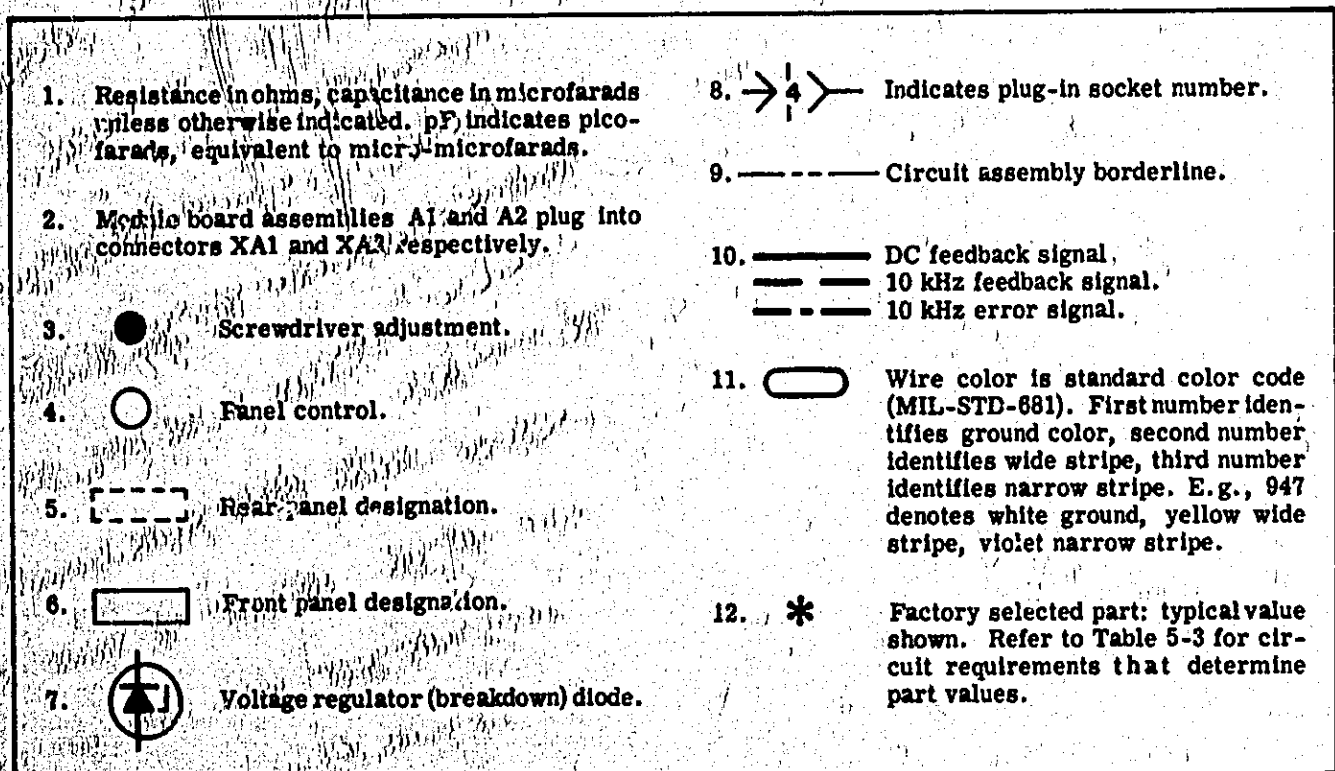 1. Resistance in ohms, capacitance in microfarads
unless otherwise indicated. pF indicates pico-
farads, equivalent to micro-microfarads.
2. Module board assemblies A1 and A2 plug into
connectors XA1 and XA2 respectively.
3. Screwdriver adjustment.
4. Panel control.
5. Rear panel designation.
6. Front panel designation.
7. Voltage regulator (breakdown) diode.
8. 4 Indicates plug-in socket number.
9. Circuit assembly borderline.
10. DC feedback signal.
10 kHz feedback signal.
10 kHz error signal.
11. Wire color is standard color code
(MIL-STD-681). First number iden-
tifies ground color, second number
identifies wide stripe, third number
identifies narrow stripe. E.g., 947
denotes white ground, yellow wide
stripe, violet narrow stripe.
12. * Factory selected part: typical value
shown. Refer to Table 5-3 for cir-
cuit requirements that determine
part values.